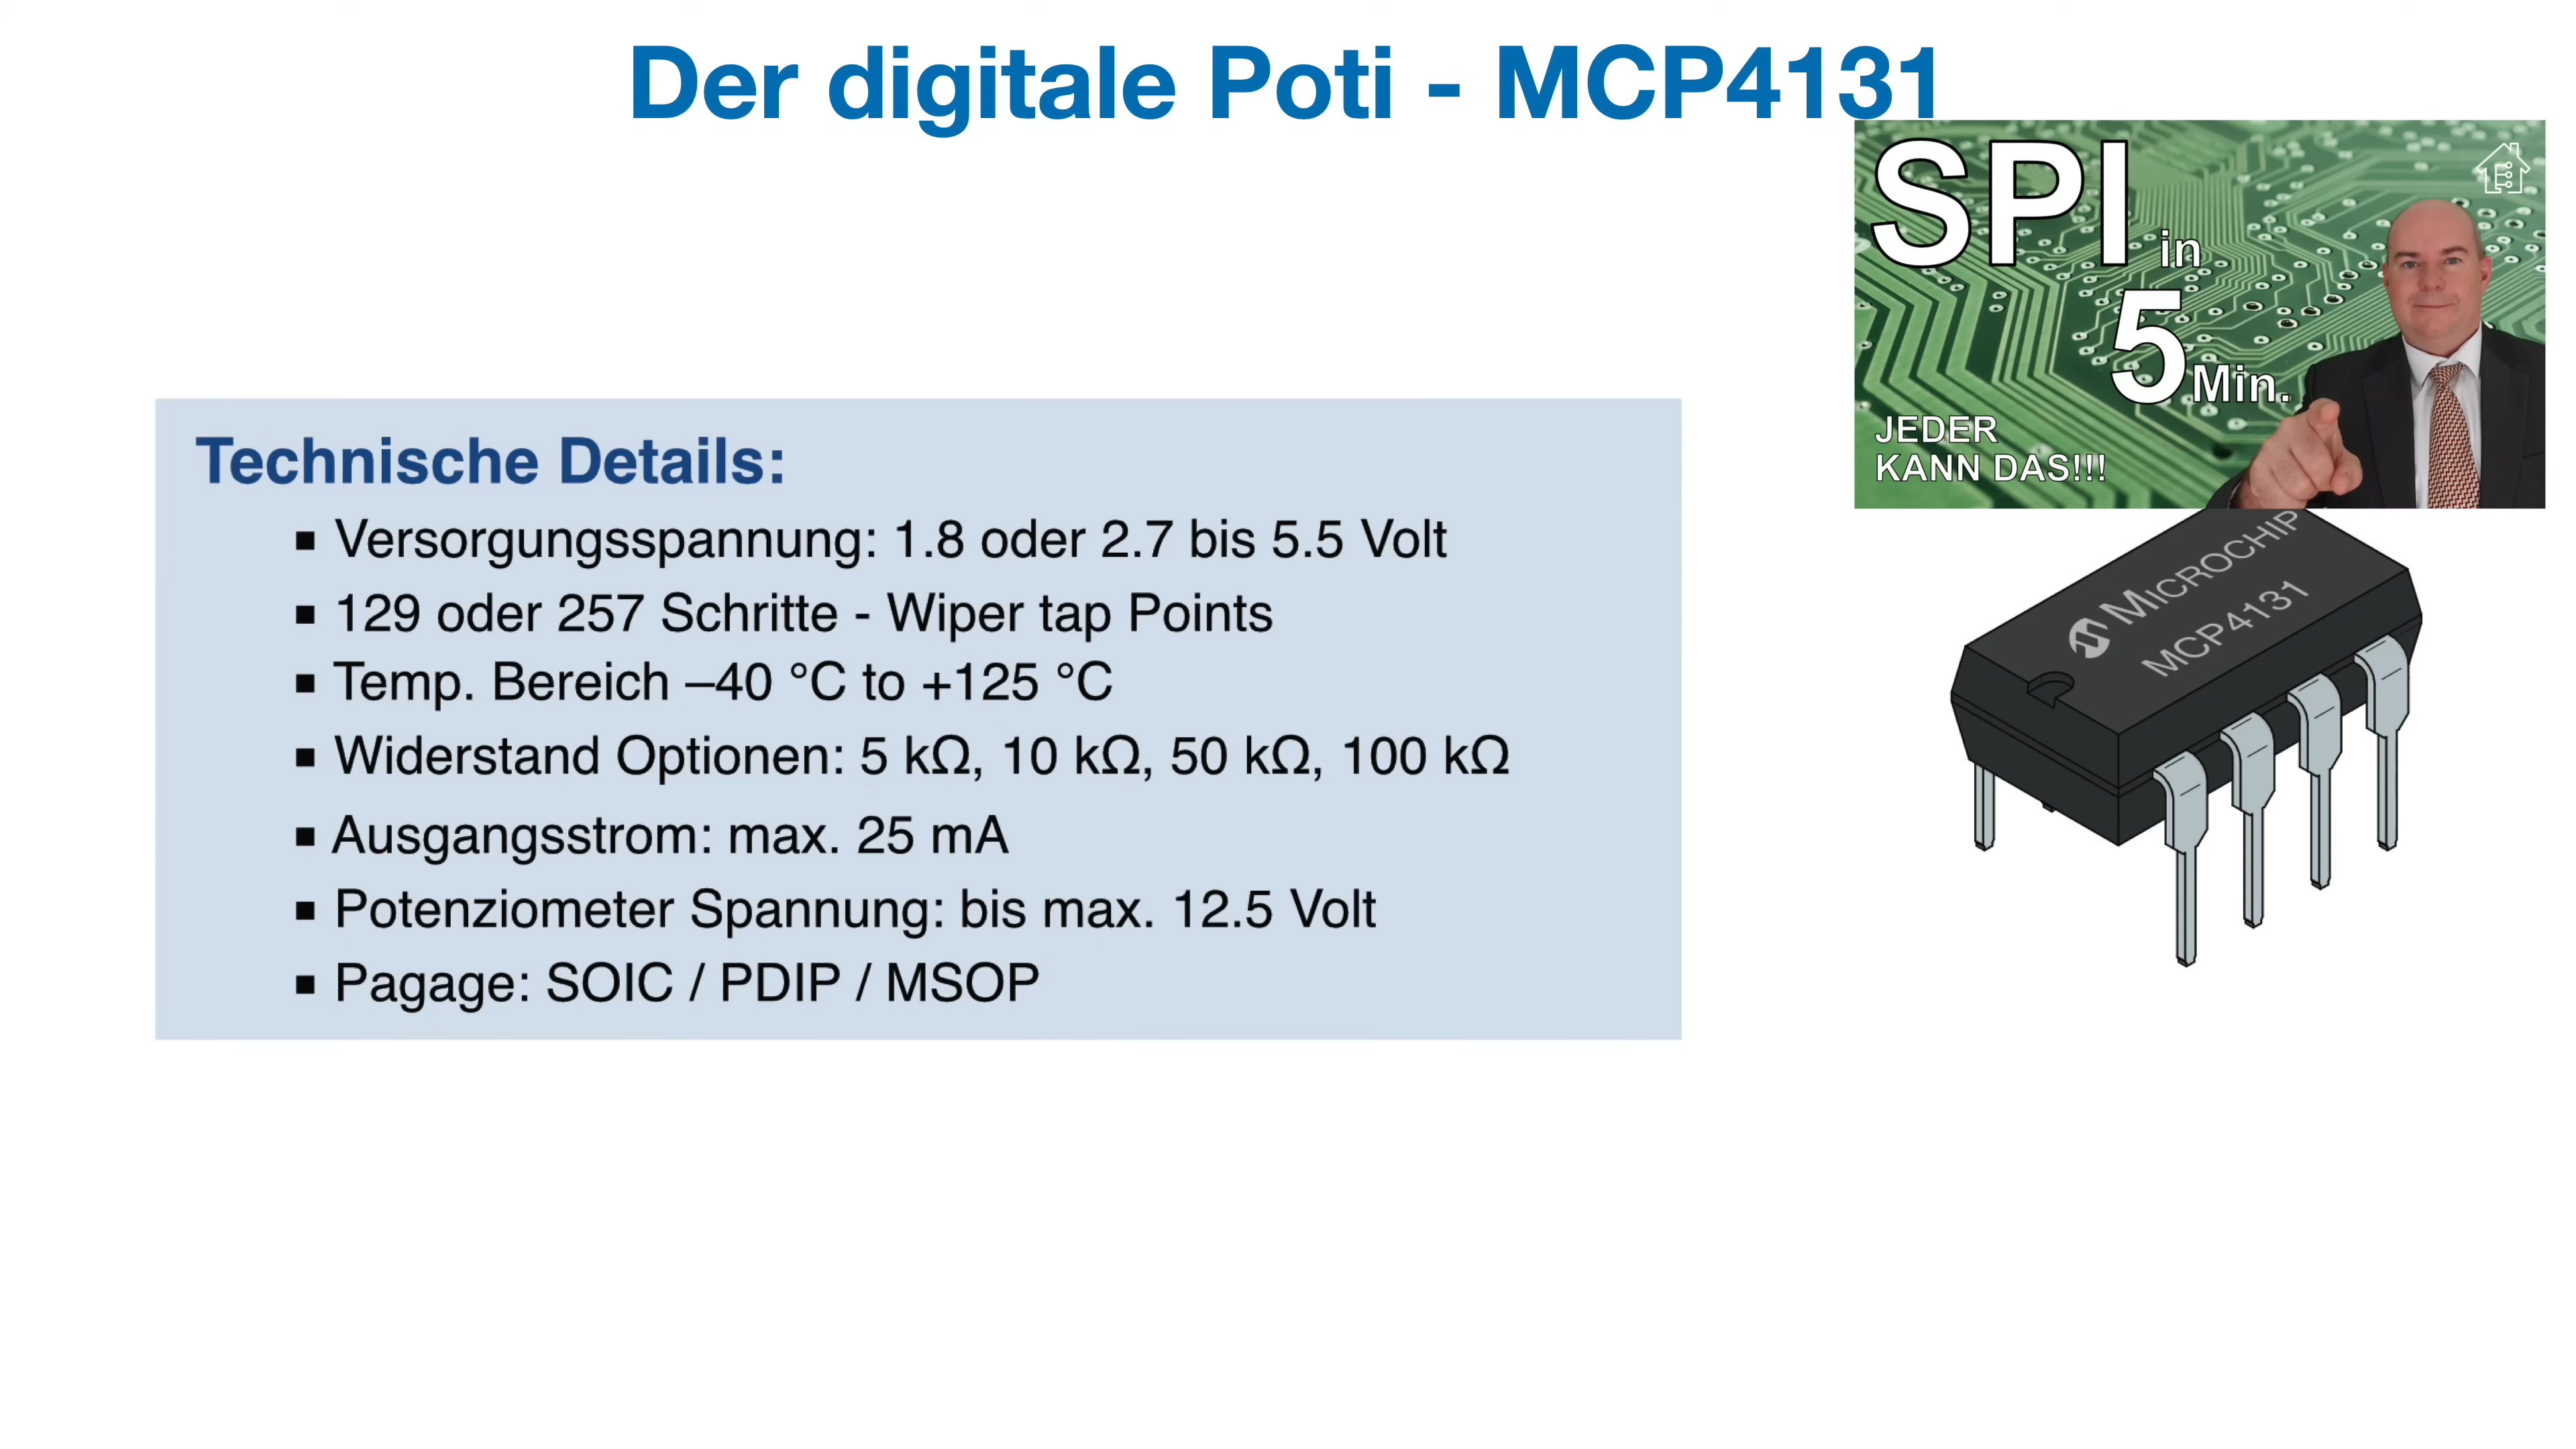 Der digitale Poti - MCP4131
SPI in
5 Min.
JEDER
KANN DAS!!!
Technische Details:
▪ Versorgungsspannung: 1.8 oder 2.7 bis 5.5 Volt
▪ 129 oder 257 Schritte - Wiper tap Points
▪ Temp. Bereich –40 °C to +125 °C
▪ Widerstand Optionen: 5 kΩ, 10 kΩ, 50 kΩ, 100 kΩ
▪ Ausgangsstrom: max. 25 mA
▪ Potenziometer Spannung: bis max. 12.5 Volt
▪ Pagage: SOIC / PDIP / MSOP
MICROCHIP
MCP4131